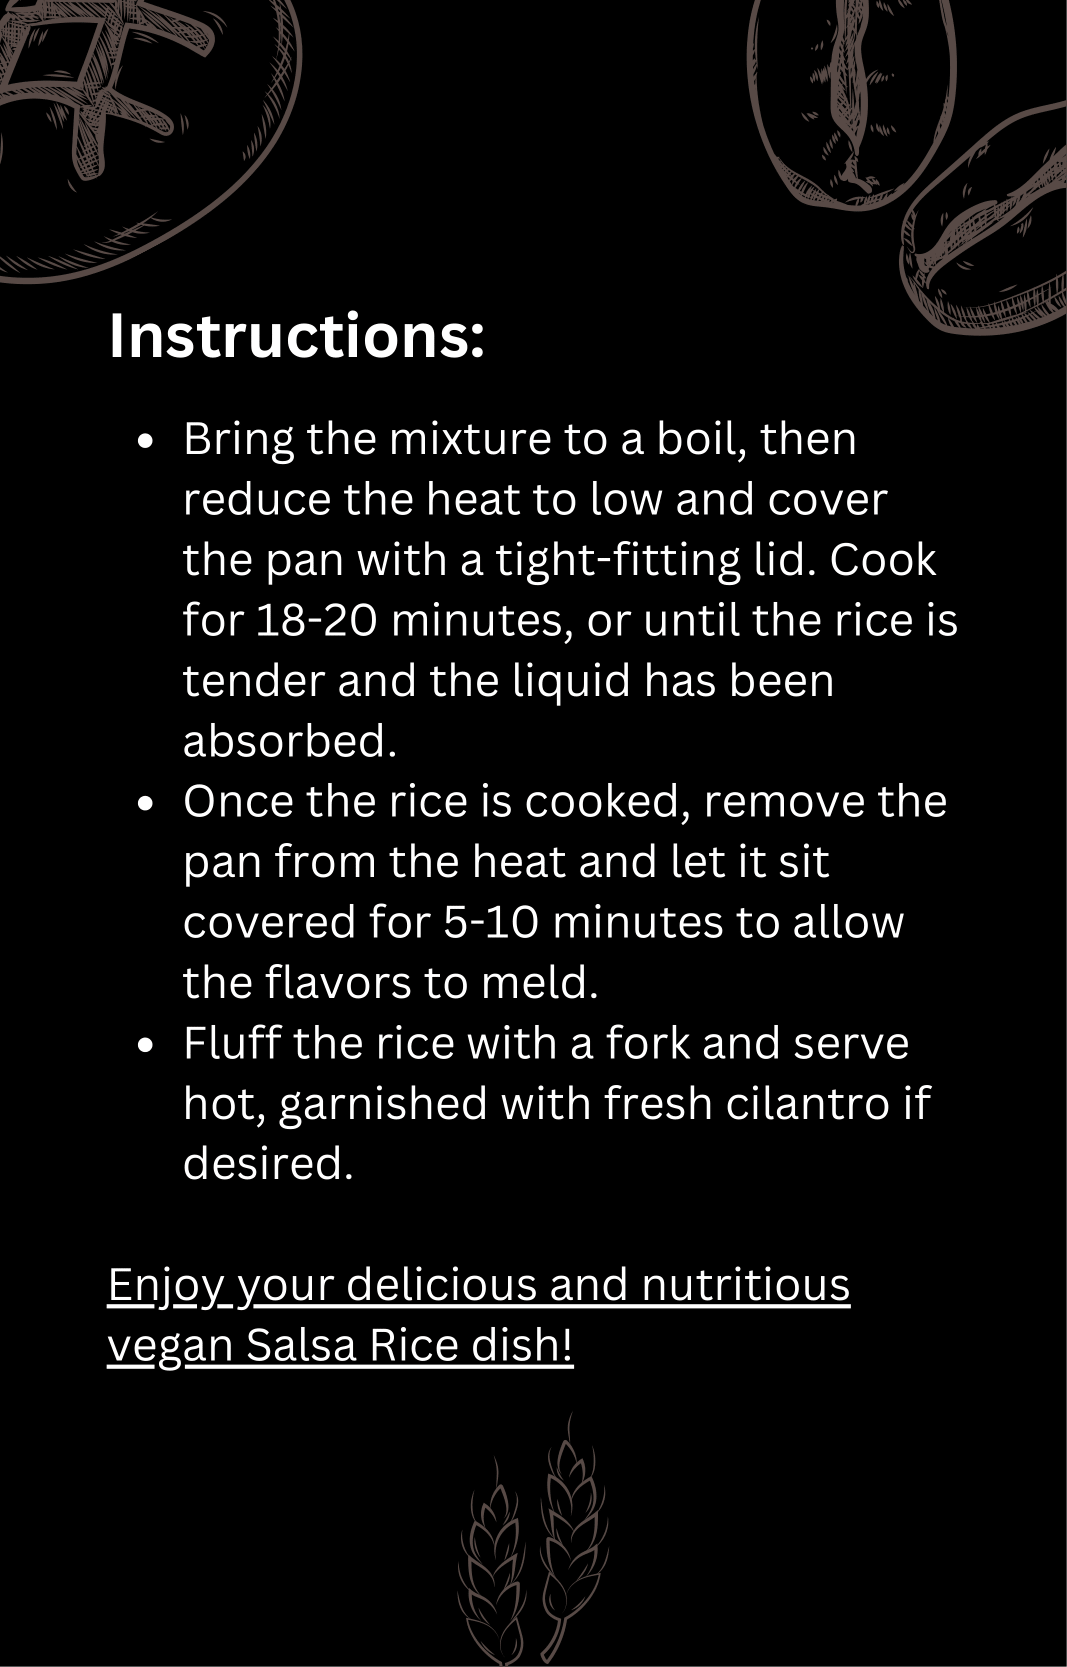 Instructions:
• Bring the mixture to a boil, then
reduce the heat to low and cover
the pan with a tight-fitting lid. Cook
for 18-20 minutes, or until the rice is
tender and the liquid has been
absorbed.
• Once the rice is cooked, remove the
pan from the heat and let it sit
covered for 5-10 minutes to allow
the flavors to meld.
• Fluff the rice with a fork and serve
hot, garnished with fresh cilantro if
desired.
Enjoy your delicious and nutritious
vegan Salsa Rice dish!